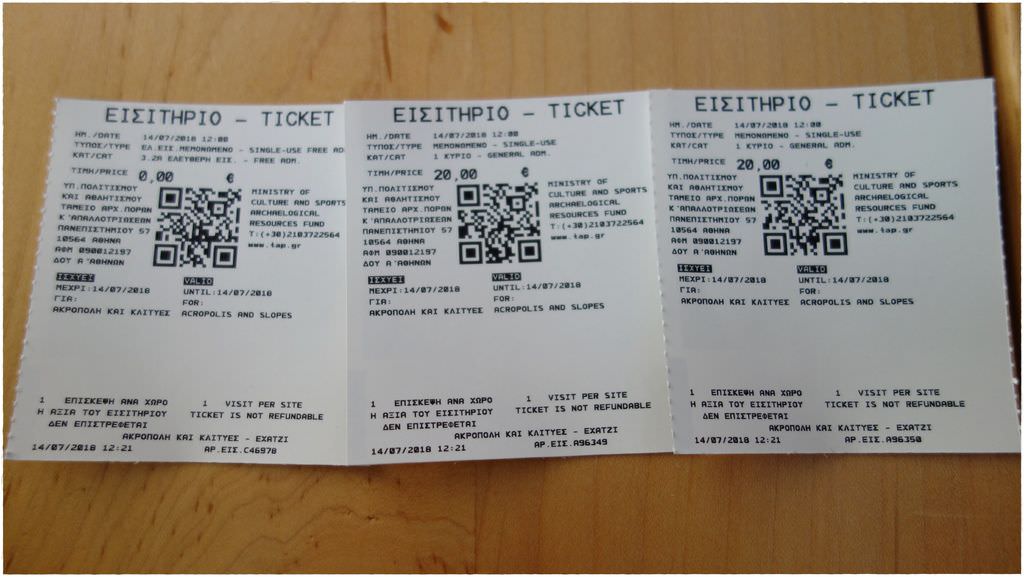 ΕΙΣΙΤΗΡΙΟ – TICKET
ΗΜ./DATE 14/07/2018 12:00
ΤΥΠΟΣ/TYPE ΕΛ.ΕΙΣ.ΜΕΜΟΝΩΜΕΝΟ - SINGLE-USE FREE AD
ΚΑΤ/CAT 3.2Α ΕΛΕΥΘΕΡΗ ΕΙΣ. - FREE ADM.
ΤΙΜΗ/PRICE 0,00 €
ΥΠ.ΠΟΛΙΤΙΣΜΟΥ
ΚΑΙ ΑΘΛΗΤΙΣΜΟΥ
ΤΑΜΕΙΟ ΑΡΧ.ΠΟΡΩΝ
Κ'ΑΠΑΛΛΟΤΡΙΩΣΕΩΝ
ΠΑΝΕΠΙΣΤΗΜΙΟΥ 57
10564 ΑΘΗΝΑ
ΑΦΜ 090012197
ΔΟΥ Α'ΑΘΗΝΩΝ
MINISTRY OF
CULTURE AND SPORTS
ARCHAELOGICAL
RESOURCES FUND
T:(+30)2103722564
www.tap.gr
ΙΣΧΥΕΙ VALID
ΜΕΧΡΙ:14/07/2018 UNTIL:14/07/2018
ΓΙΑ: FOR:
ΑΚΡΟΠΟΛΗ ΚΑΙ ΚΛΙΤΥΕΣ ACROPOLIS AND SLOPES
1 ΕΠΙΣΚΕΨΗ ΑΝΑ ΧΩΡΟ 1 VISIT PER SITE
Η ΑΞΙΑ ΤΟΥ ΕΙΣΙΤΗΡΙΟΥ TICKET IS NOT REFUNDABLE
ΔΕΝ ΕΠΙΣΤΡΕΦΕΤΑΙ
ΑΚΡΟΠΟΛΗ ΚΑΙ ΚΛΙΤΥΕΣ - ΕΧΑΤΖΙ
14/07/2018 12:21 ΑΡ.ΕΙΣ.C46978
ΕΙΣΙΤΗΡΙΟ – TICKET
ΗΜ./DATE 14/07/2018 12:00
ΤΥΠΟΣ/TYPE ΜΕΜΟΝΩΜΕΝΟ - SINGLE-USE
ΚΑΤ/CAT 1 ΚΥΡΙΟ - GENERAL ADM.
ΤΙΜΗ/PRICE 20,00 €
ΥΠ.ΠΟΛΙΤΙΣΜΟΥ
ΚΑΙ ΑΘΛΗΤΙΣΜΟΥ
ΤΑΜΕΙΟ ΑΡΧ.ΠΟΡΩΝ
Κ'ΑΠΑΛΛΟΤΡΙΩΣΕΩΝ
ΠΑΝΕΠΙΣΤΗΜΙΟΥ 57
10564 ΑΘΗΝΑ
ΑΦΜ 090012197
ΔΟΥ Α'ΑΘΗΝΩΝ
MINISTRY OF
CULTURE AND SPORTS
ARCHAELOGICAL
RESOURCES FUND
T:(+30)2103722564
www.tap.gr
ΙΣΧΥΕΙ VALID
ΜΕΧΡΙ:14/07/2018 UNTIL:14/07/2018
ΓΙΑ: FOR:
ΑΚΡΟΠΟΛΗ ΚΑΙ ΚΛΙΤΥΕΣ ACROPOLIS AND SLOPES
1 ΕΠΙΣΚΕΨΗ ΑΝΑ ΧΩΡΟ 1 VISIT PER SITE
Η ΑΞΙΑ ΤΟΥ ΕΙΣΙΤΗΡΙΟΥ TICKET IS NOT REFUNDABLE
ΔΕΝ ΕΠΙΣΤΡΕΦΕΤΑΙ
ΑΚΡΟΠΟΛΗ ΚΑΙ ΚΛΙΤΥΕΣ - ΕΧΑΤΖΙ
14/07/2018 12:21 ΑΡ.ΕΙΣ.Α96349
ΕΙΣΙΤΗΡΙΟ – TICKET
ΗΜ./DATE 14/07/2018 12:00
ΤΥΠΟΣ/TYPE ΜΕΜΟΝΩΜΕΝΟ - SINGLE-USE
ΚΑΤ/CAT 1 ΚΥΡΙΟ - GENERAL ADM.
ΤΙΜΗ/PRICE 20,00 €
ΥΠ.ΠΟΛΙΤΙΣΜΟΥ
ΚΑΙ ΑΘΛΗΤΙΣΜΟΥ
ΤΑΜΕΙΟ ΑΡΧ.ΠΟΡΩΝ
Κ'ΑΠΑΛΛΟΤΡΙΩΣΕΩΝ
ΠΑΝΕΠΙΣΤΗΜΙΟΥ 57
10564 ΑΘΗΝΑ
ΑΦΜ 090012197
ΔΟΥ Α'ΑΘΗΝΩΝ
MINISTRY OF
CULTURE AND SPORTS
ARCHAELOGICAL
RESOURCES FUND
T:(+30)2103722564
www.tap.gr
ΙΣΧΥΕΙ VALID
ΜΕΧΡΙ:14/07/2018 UNTIL:14/07/2018
ΓΙΑ: FOR:
ΑΚΡΟΠΟΛΗ ΚΑΙ ΚΛΙΤΥΕΣ ACROPOLIS AND SLOPES
1 ΕΠΙΣΚΕΨΗ ΑΝΑ ΧΩΡΟ 1 VISIT PER SITE
Η ΑΞΙΑ ΤΟΥ ΕΙΣΙΤΗΡΙΟΥ TICKET IS NOT REFUNDABLE
ΔΕΝ ΕΠΙΣΤΡΕΦΕΤΑΙ
ΑΚΡΟΠΟΛΗ ΚΑΙ ΚΛΙΤΥΕΣ - ΕΧΑΤΖΙ
14/07/2018 12:21 ΑΡ.ΕΙΣ.Α96350